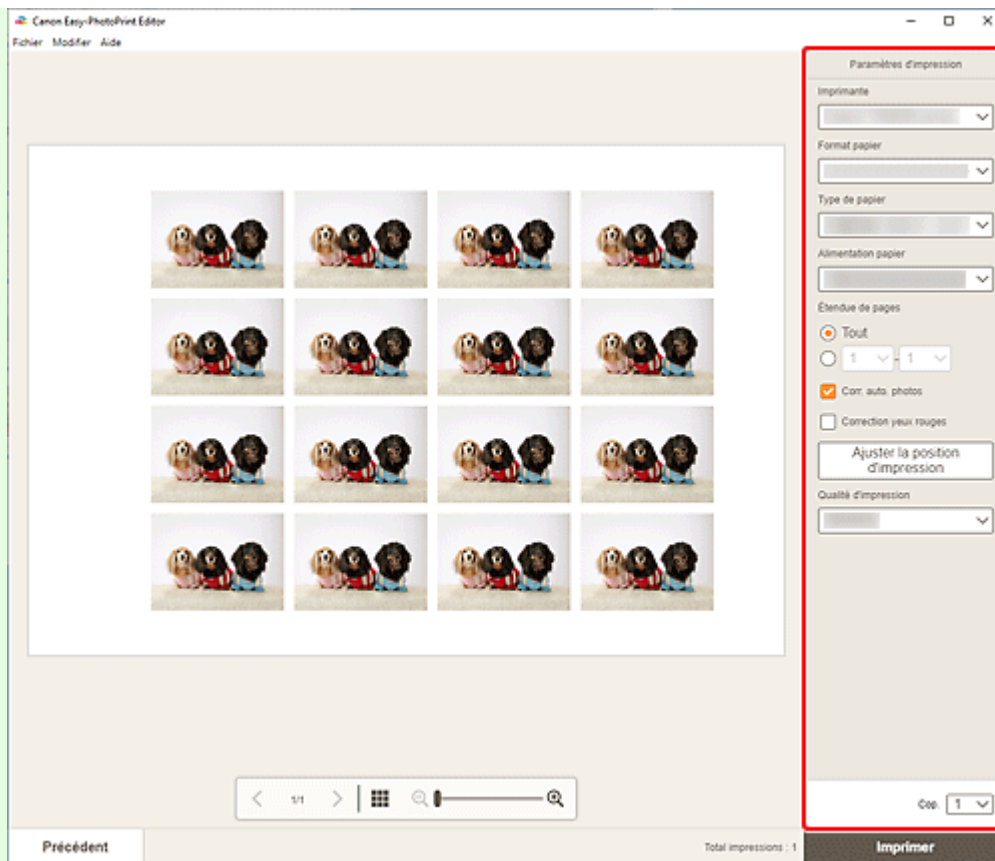 Canon Easy-PhotoPrint Editor
Fichier Modifier Aide
Paramètres d'impression
Imprimante
Format papier
Type de papier
Alimentation papier
Étendue de pages
Tout
1 - 1
Corr. auto. photos
Correction yeux rouges
Ajuster la position
d'impression
Qualité d'impression
1/1
Cop. 1
Précédent
Total impressions : 1
Imprimer